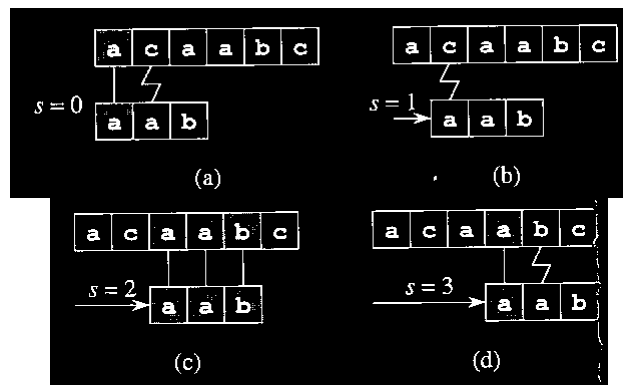 a c a a b c
s = 0
a a b
(a)
a c a a b c
s = 1
a a b
(b)
a c a a b c
s = 2
a a b
(c)
a c a a b c
s = 3
a a b
(d)